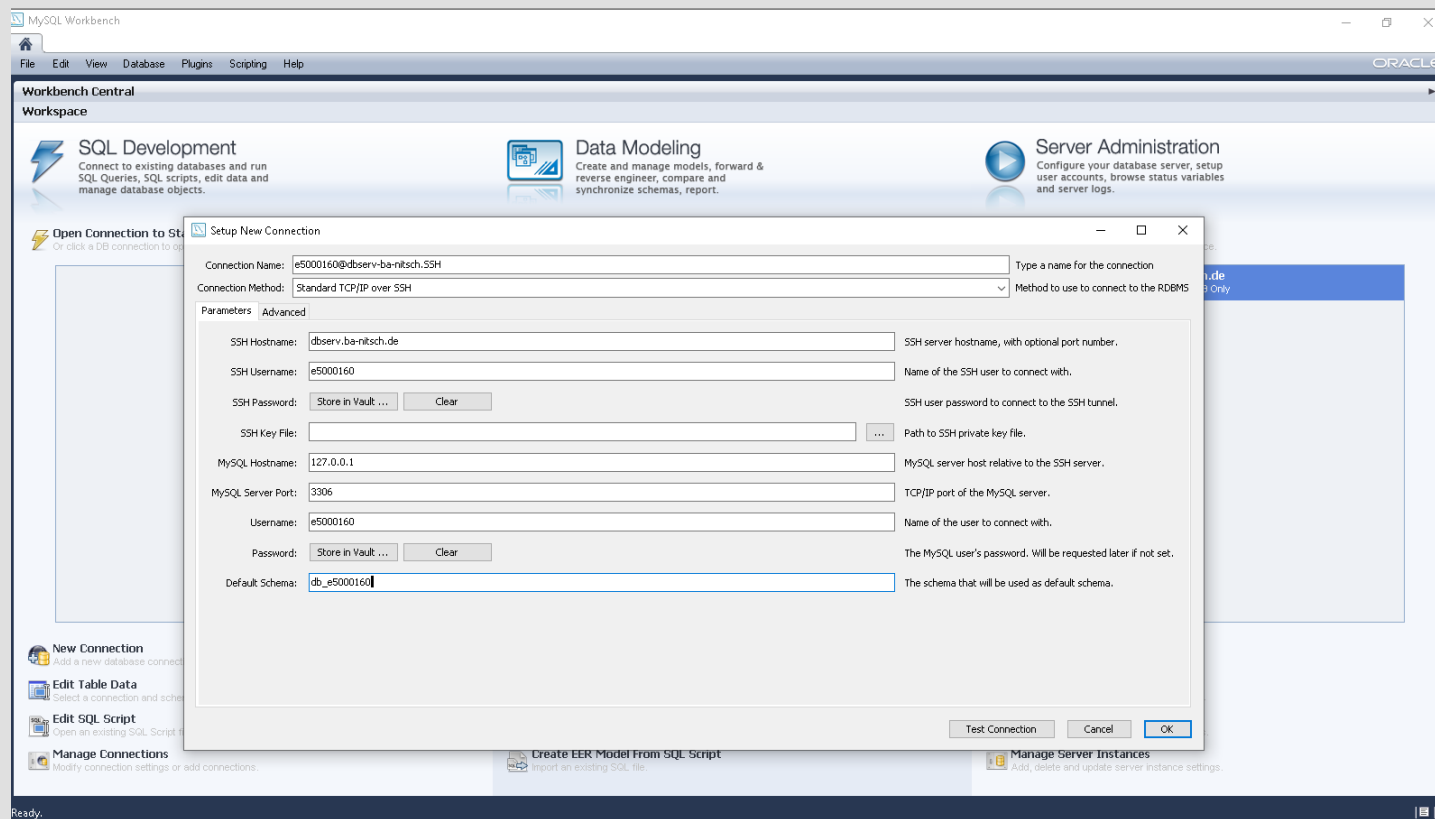 MySQL Workbench
File Edit View Database Plugins Scripting Help
ORACLE
Workbench Central
Workspace
SQL Development
Connect to existing databases and run
SQL Queries, SQL scripts, edit data and
manage database objects.
Data Modeling
Create and manage models, forward &
reverse engineer, compare and
synchronize schemas, report.
Server Administration
Configure your database server, setup
user accounts, browse status variables
and server logs.
Open Connection to Sta
Or click a DB connection to op
ce.
n.de
Only
Setup New Connection
Connection Name: e5000160@dbserv-ba-nitsch.SSH Type a name for the connection
Connection Method: Standard TCP/IP over SSH Method to use to connect to the RDBMS
Parameters Advanced
SSH Hostname: dbserv.ba-nitsch.de SSH server hostname, with optional port number.
SSH Username: e5000160 Name of the SSH user to connect with.
SSH Password: Store in Vault ... Clear SSH user password to connect to the SSH tunnel.
SSH Key File: ... Path to SSH private key file.
MySQL Hostname: 127.0.0.1 MySQL server host relative to the SSH server.
MySQL Server Port: 3306 TCP/IP port of the MySQL server.
Username: e5000160 Name of the user to connect with.
Password: Store in Vault ... Clear The MySQL user's password. Will be requested later if not set.
Default Schema: db_e5000160 The schema that will be used as default schema.
Test Connection Cancel OK
New Connection
Add a new database connect
Edit Table Data
Select a connection and sche
Edit SQL Script
Open an existing SQL Script f
Manage Connections
Modify connection settings or add connections.
Create EER Model From SQL Script
Import an existing SQL file.
Manage Server Instances
Add, delete and update server instance settings.
Ready.